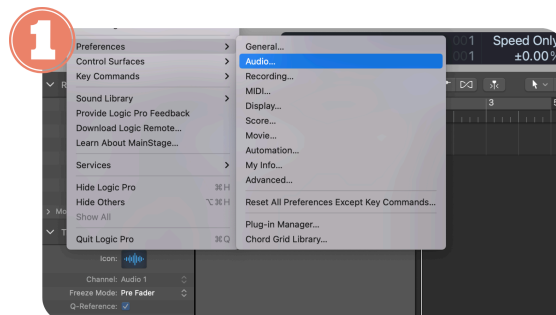 1
Preferences
Control Surfaces
Key Commands
Sound Library
Provide Logic Pro Feedback
Download Logic Remote...
Learn About MainStage...
Services
Hide Logic Pro ⌘H
Hide Others ⌥⌘H
Show All
Quit Logic Pro ⌘Q
General...
Audio...
Recording...
MIDI...
Display...
Score...
Movie...
Automation...
My Info...
Advanced...
Reset All Preferences Except Key Commands...
Plug-in Manager...
Chord Grid Library...
001 Speed Only
001 ±0.00%
3
R
Mo
T
Icon:
Channel: Audio 1
Freeze Mode: Pre Fader
Q-Reference: